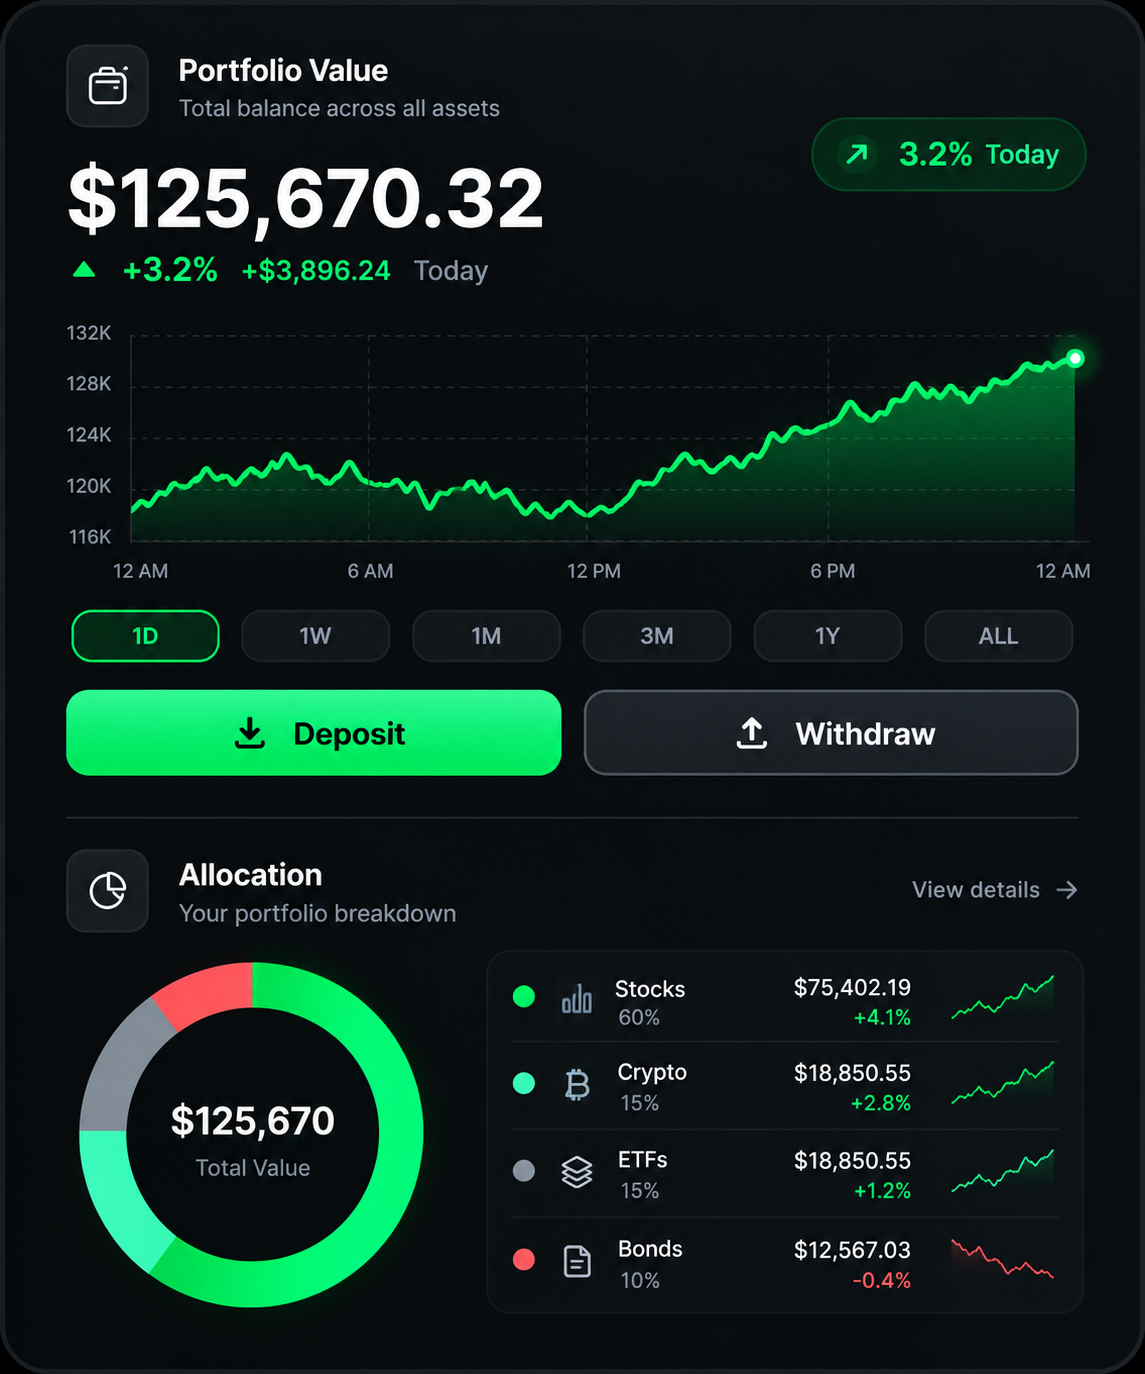 Portfolio Value
Total balance across all assets
3.2% Today
$125,670.32
+3.2% +$3,896.24 Today
132K
128K
124K
120K
116K
12 AM 6 AM 12 PM 6 PM 12 AM
1D 1W 1M 3M 1Y ALL
Deposit Withdraw
Allocation
Your portfolio breakdown
View details
$125,670
Total Value
Stocks $75,402.19
60% +4.1%
Crypto $18,850.55
15% +2.8%
ETFs $18,850.55
15% +1.2%
Bonds $12,567.03
10% -0.4%